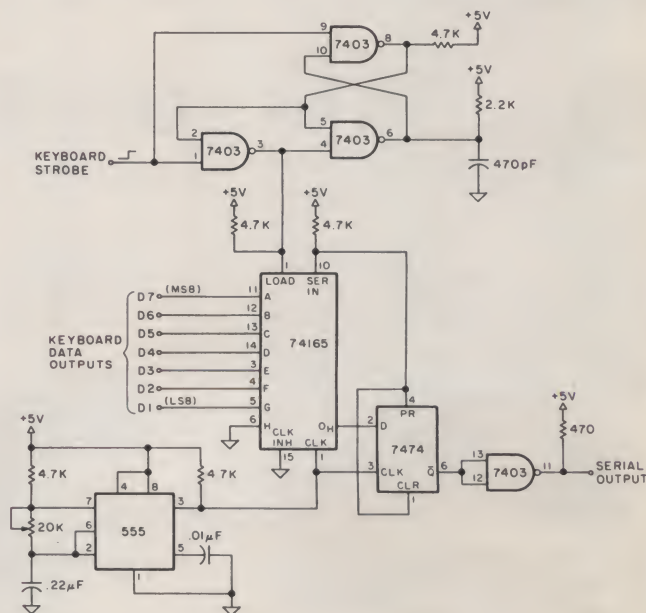 9
7403
8
10
4.7K
+5V
+5V
2.2K
2
7403
3
1
5
7403
6
4
470pF
KEYBOARD
STROBE
+5V
4.7K
+5V
4.7K
1
10
LOAD
SER
IN
74165
KEYBOARD
DATA
OUTPUTS
D7 (MSB) 11 A
D6 12 B
D5 13 C
D4 14 D
D3 3 E
D2 4 F
D1 (LSB) 5 G
6 H
CLK
INH
CLK
OH
15
1
2 D
4
PR
7474
3 CLK
Q 6
CLR
1
13
12
7403
11
+5V
470
SERIAL
OUTPUT
+5V
4.7K
4.7K
4
8
7
3
20K
6
2
555
5
.01μF
1
.22μF